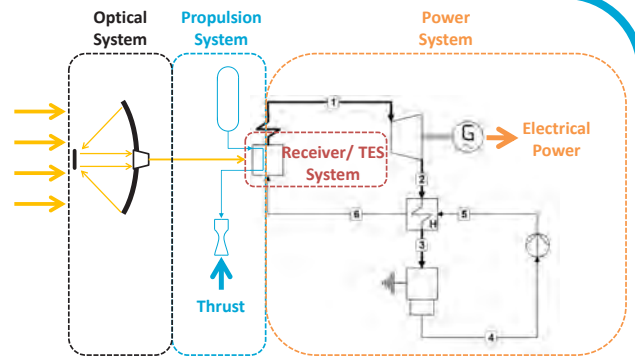 Optical
System
Propulsion
System
Power
System
1
G
Electrical
Power
Receiver/ TES
System
2
6
5
H
3
Thrust
4